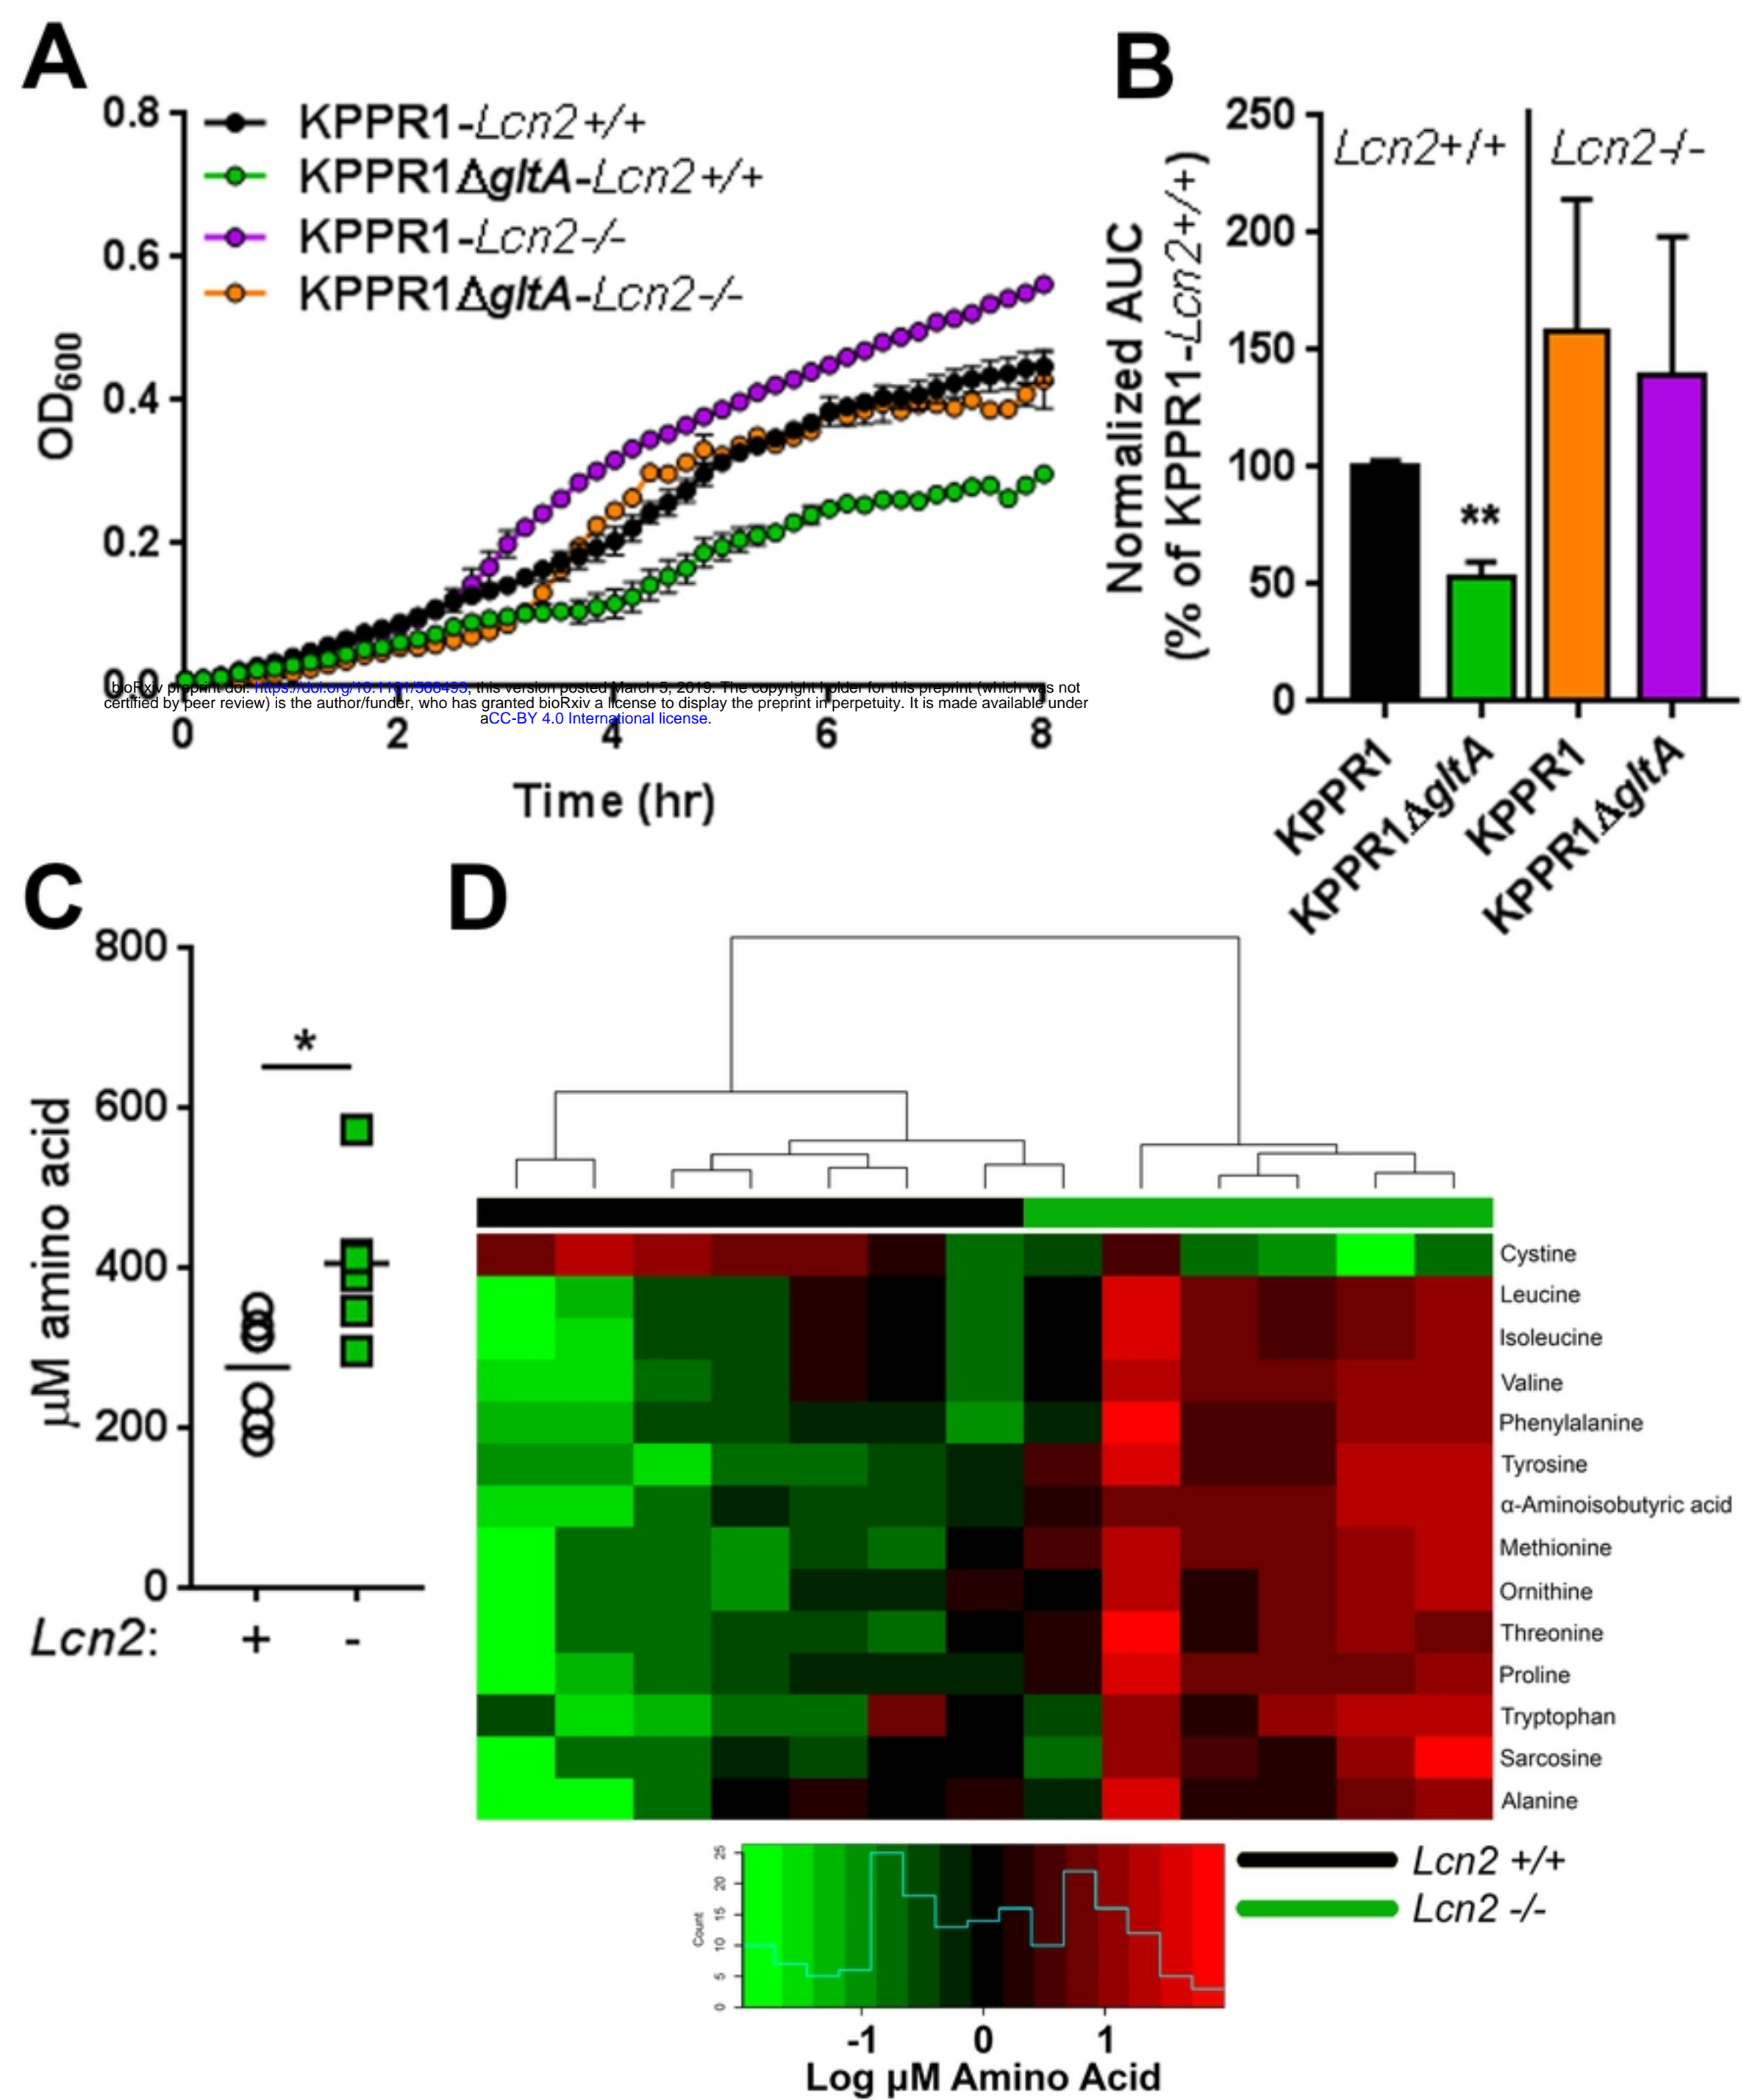 A
0.8
0.6
0.4
0.2
0.0
OD600
KPPR1-Lcn2+/+
KPPR1ΔgltA-Lcn2+/+
KPPR1-Lcn2-/-
KPPR1ΔgltA-Lcn2-/-
bioRxiv preprint doi: https://doi.org/10.1101/568493; this version posted March 5, 2019. The copyright holder for this preprint (which was not
certified by peer review) is the author/funder, who has granted bioRxiv a license to display the preprint in perpetuity. It is made available under
aCC-BY 4.0 International license.
0 2 4 6 8
Time (hr)
B
Normalized AUC
(% of KPPR1-Lcn2+/+)
250
200
150
100
50
0
Lcn2+/+ Lcn2-/-
**
KPPR1
KPPR1ΔgltA
KPPR1
KPPR1ΔgltA
C
µM amino acid
800
600
400
200
0
*
Lcn2: + -
D
Cystine
Leucine
Isoleucine
Valine
Phenylalanine
Tyrosine
α-Aminoisobutyric acid
Methionine
Ornithine
Threonine
Proline
Tryptophan
Sarcosine
Alanine
Count
25
20
15
10
5
0
-1 0 1
Log µM Amino Acid
Lcn2 +/+
Lcn2 -/-